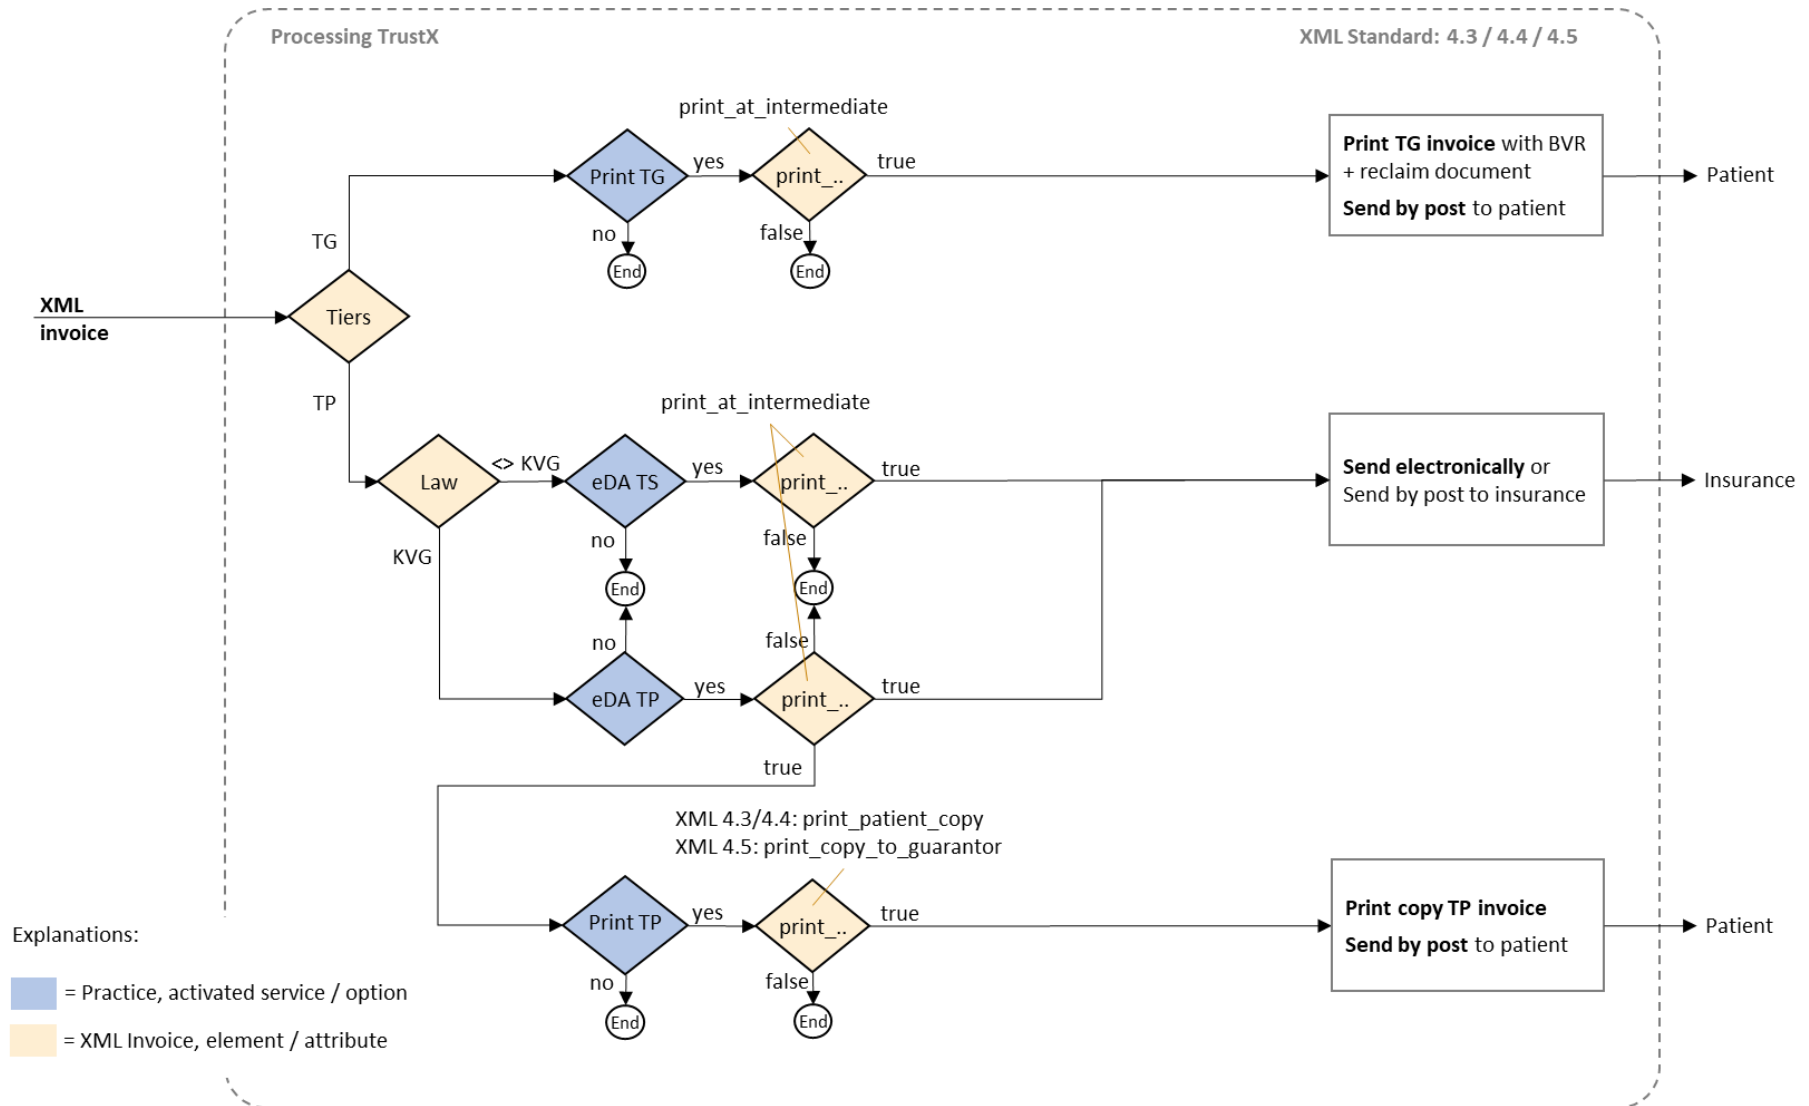 Processing TrustX
XML Standard: 4.3 / 4.4 / 4.5
print_at_intermediate
Print TG
yes
print_..
true
no
false
End
End
Print TG invoice with BVR
+ reclaim document
Send by post to patient
Patient
TG
XML
invoice
Tiers
TP
print_at_intermediate
Law
<> KVG
eDA TS
yes
print_..
true
Send electronically or
Send by post to insurance
Insurance
KVG
no
false
End
End
no
false
eDA TP
yes
print_..
true
true
XML 4.3/4.4: print_patient_copy
XML 4.5: print_copy_to_guarantor
Print TP
yes
print_..
true
no
false
End
End
Print copy TP invoice
Send by post to patient
Patient
Explanations:
= Practice, activated service / option
= XML Invoice, element / attribute